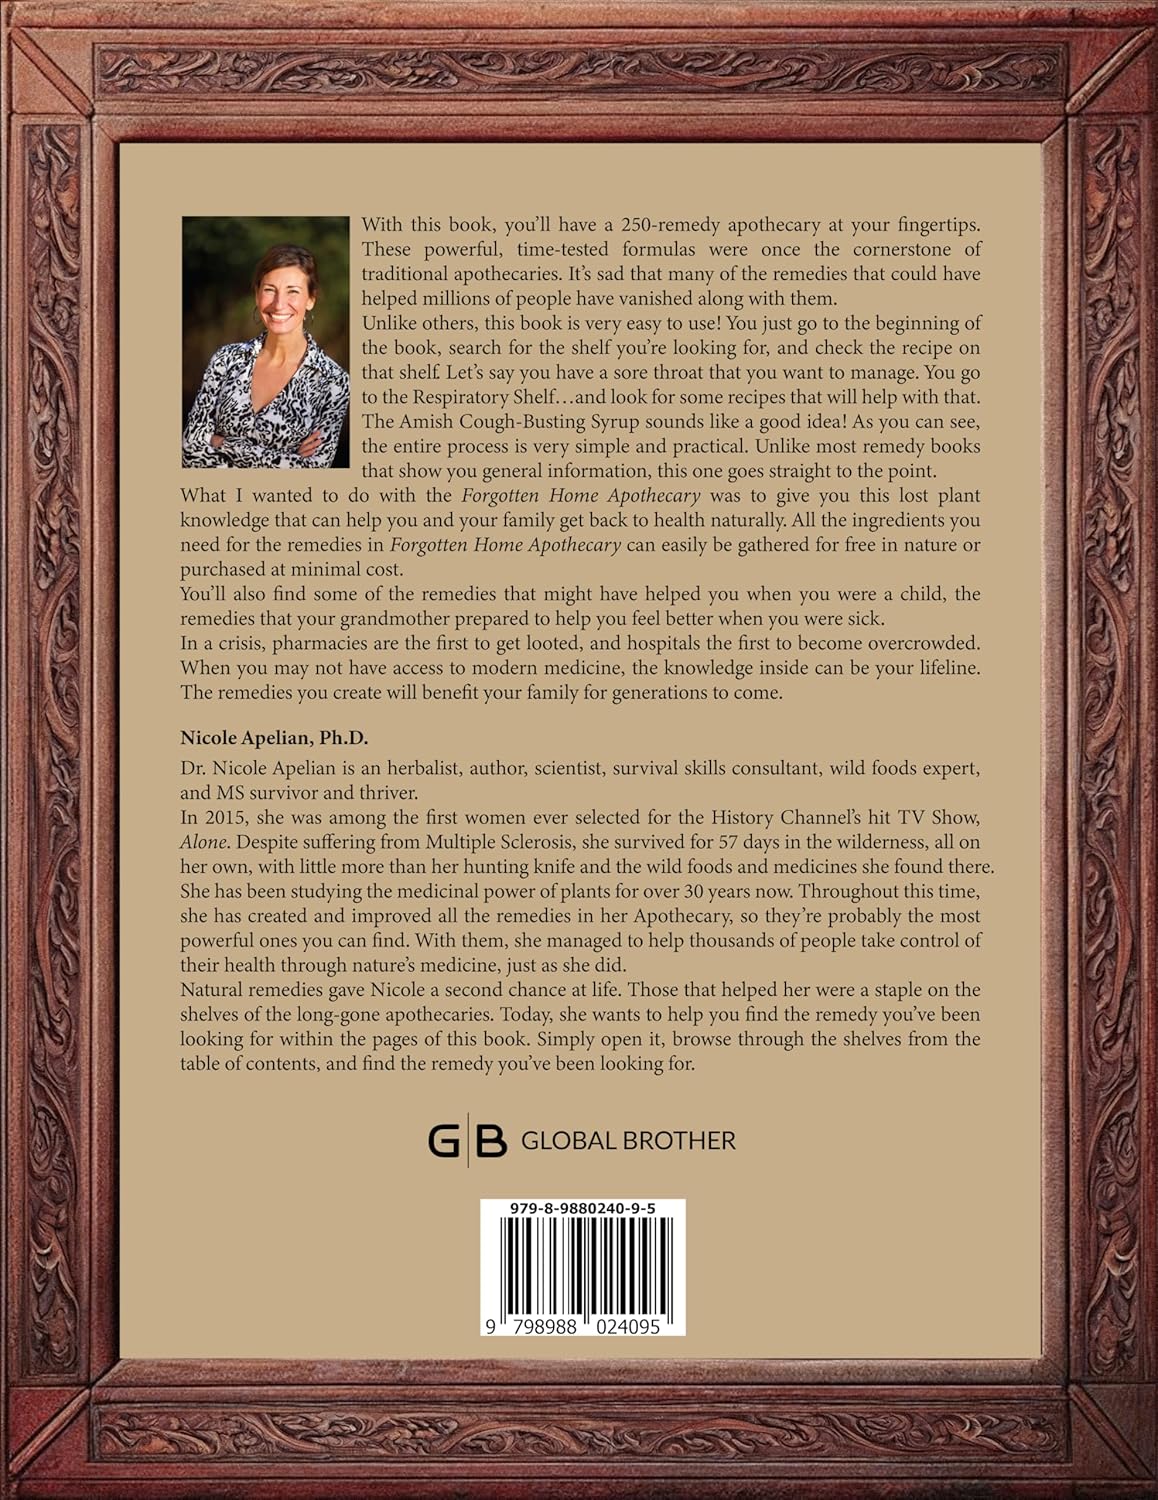 With this book, you'll have a 250-remedy apothecary at your fingertips.
These powerful, time-tested formulas were once the cornerstone of
traditional apothecaries. It's sad that many of the remedies that could have
helped millions of people have vanished along with them.
Unlike others, this book is very easy to use! You just go to the beginning of
the book, search for the shelf you're looking for, and check the recipe on
that shelf. Let's say you have a sore throat that you want to manage. You go
to the Respiratory Shelf…and look for some recipes that will help with that.
The Amish Cough-Busting Syrup sounds like a good idea! As you can see,
the entire process is very simple and practical. Unlike most remedy books
that show you general information, this one goes straight to the point.
What I wanted to do with the Forgotten Home Apothecary was to give you this lost plant
knowledge that can help you and your family get back to health naturally. All the ingredients you
need for the remedies in Forgotten Home Apothecary can easily be gathered for free in nature or
purchased at minimal cost.
You'll also find some of the remedies that might have helped you when you were a child, the
remedies that your grandmother prepared to help you feel better when you were sick.
In a crisis, pharmacies are the first to get looted, and hospitals the first to become overcrowded.
When you may not have access to modern medicine, the knowledge inside can be your lifeline.
The remedies you create will benefit your family for generations to come.
Nicole Apelian, Ph.D.
Dr. Nicole Apelian is an herbalist, author, scientist, survival skills consultant, wild foods expert,
and MS survivor and thriver.
In 2015, she was among the first women ever selected for the History Channel's hit TV Show,
Alone. Despite suffering from Multiple Sclerosis, she survived for 57 days in the wilderness, all on
her own, with little more than her hunting knife and the wild foods and medicines she found there.
She has been studying the medicinal power of plants for over 30 years now. Throughout this time,
she has created and improved all the remedies in her Apothecary, so they're probably the most
powerful ones you can find. With them, she managed to help thousands of people take control of
their health through nature's medicine, just as she did.
Natural remedies gave Nicole a second chance at life. Those that helped her were a staple on the
shelves of the long-gone apothecaries. Today, she wants to help you find the remedy you've been
looking for within the pages of this book. Simply open it, browse through the shelves from the
table of contents, and find the remedy you've been looking for.
G|B GLOBAL BROTHER
979-8-9880240-9-5
9 798988 024095